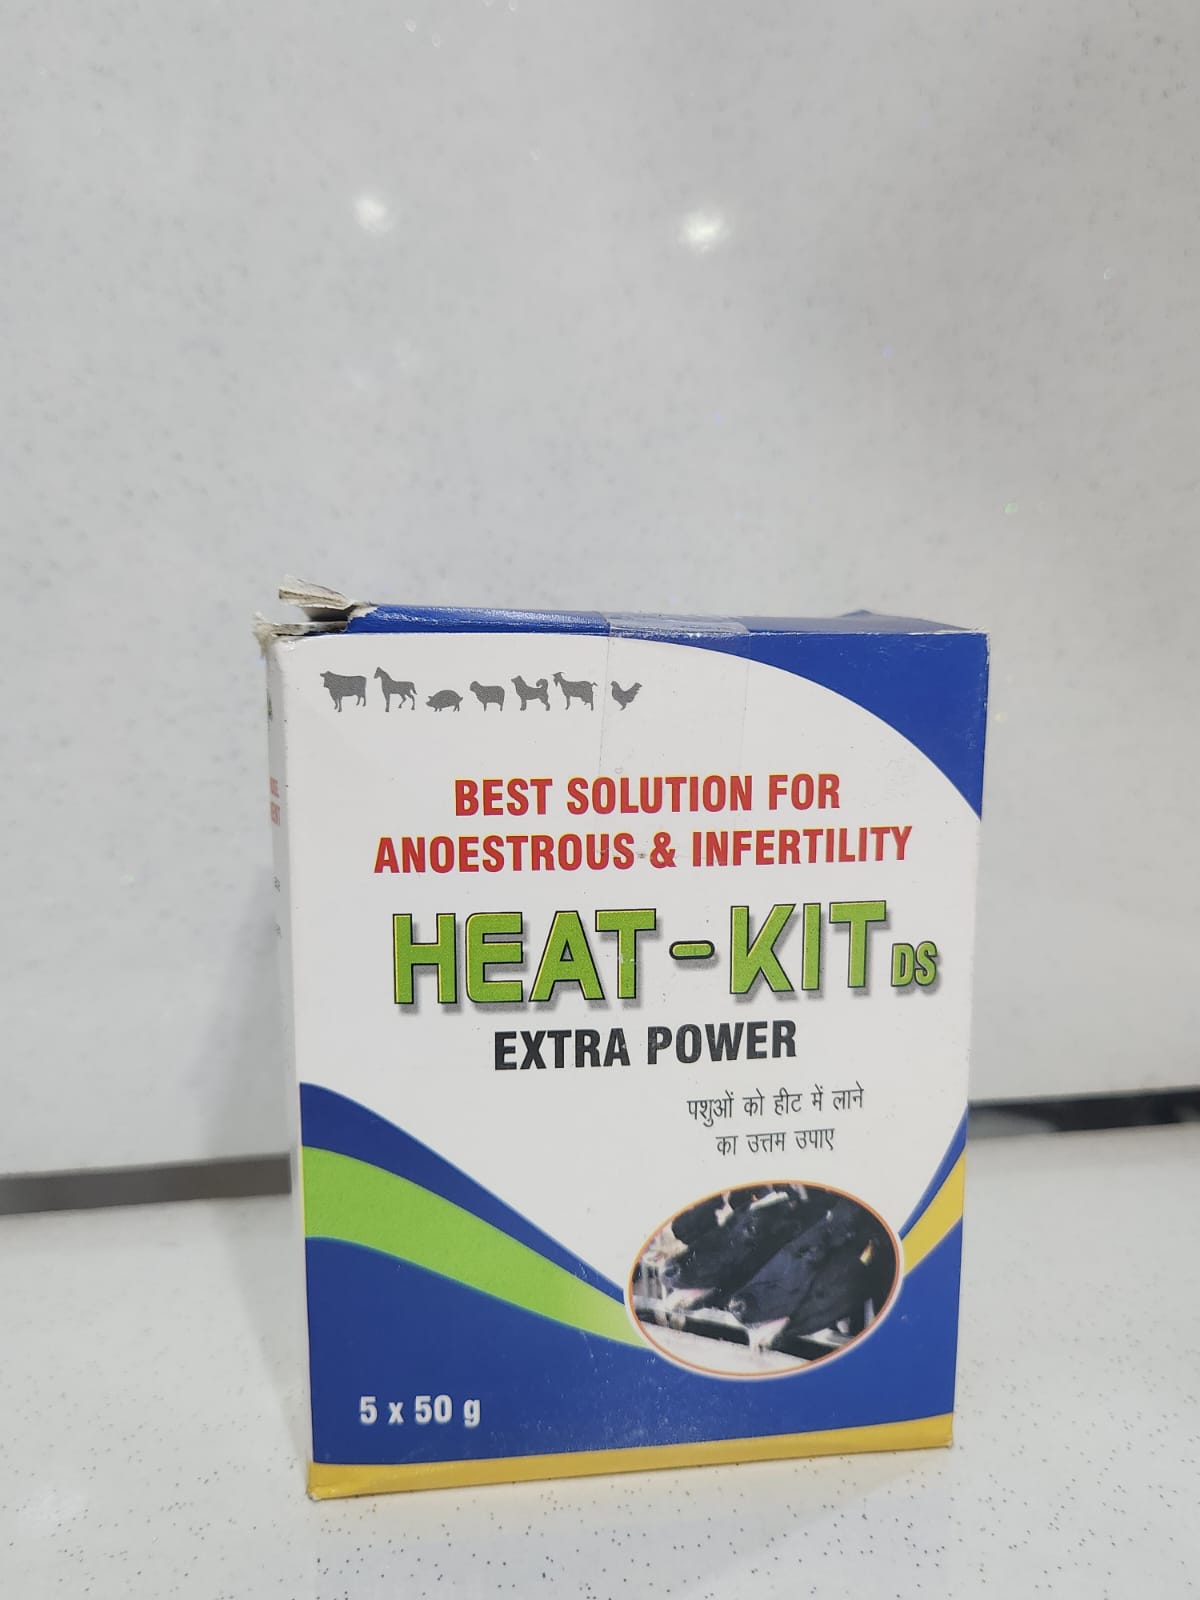 BEST SOLUTION FOR
ANOESTROUS & INFERTILITY
HEAT-KIT DS
EXTRA POWER
पशुओं को हीट में लाने
का उत्तम उपाए
5 x 50 g